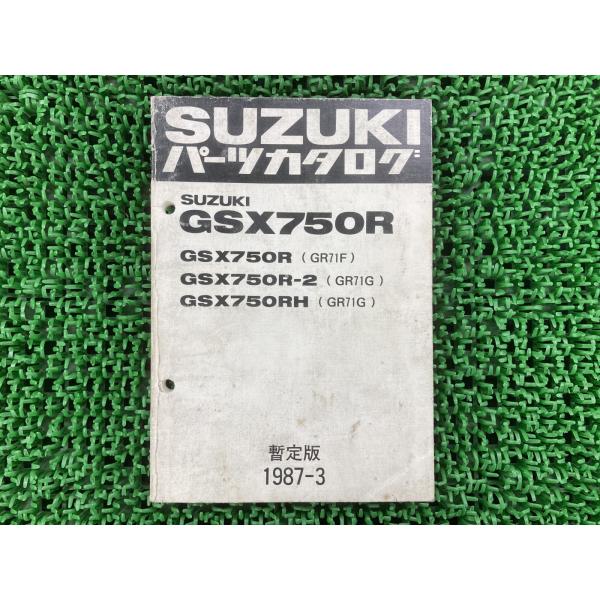 SUZUKI
パーツカタログ
SUZUKI
GSX750R
GSX750R (GR71F)
GSX750R-2 (GR71G)
GSX750RH (GR71G)
暫定版
1987-3